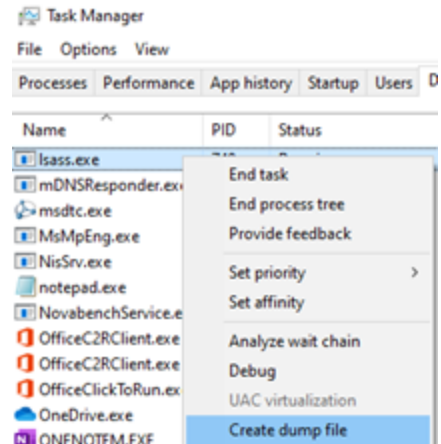 Task Manager
File Options View
Processes Performance App history Startup Users D
Name PID Status
lsass.exe
mDNSResponder.exe
msdtc.exe
MsMpEng.exe
NisSrv.exe
notepad.exe
NovabenchService.e
OfficeC2RClient.exe
OfficeC2RClient.exe
OfficeClickToRun.ex
OneDrive.exe
ONENOTEM.EXE
End task
End process tree
Provide feedback
Set priority
Set affinity
Analyze wait chain
Debug
UAC virtualization
Create dump file